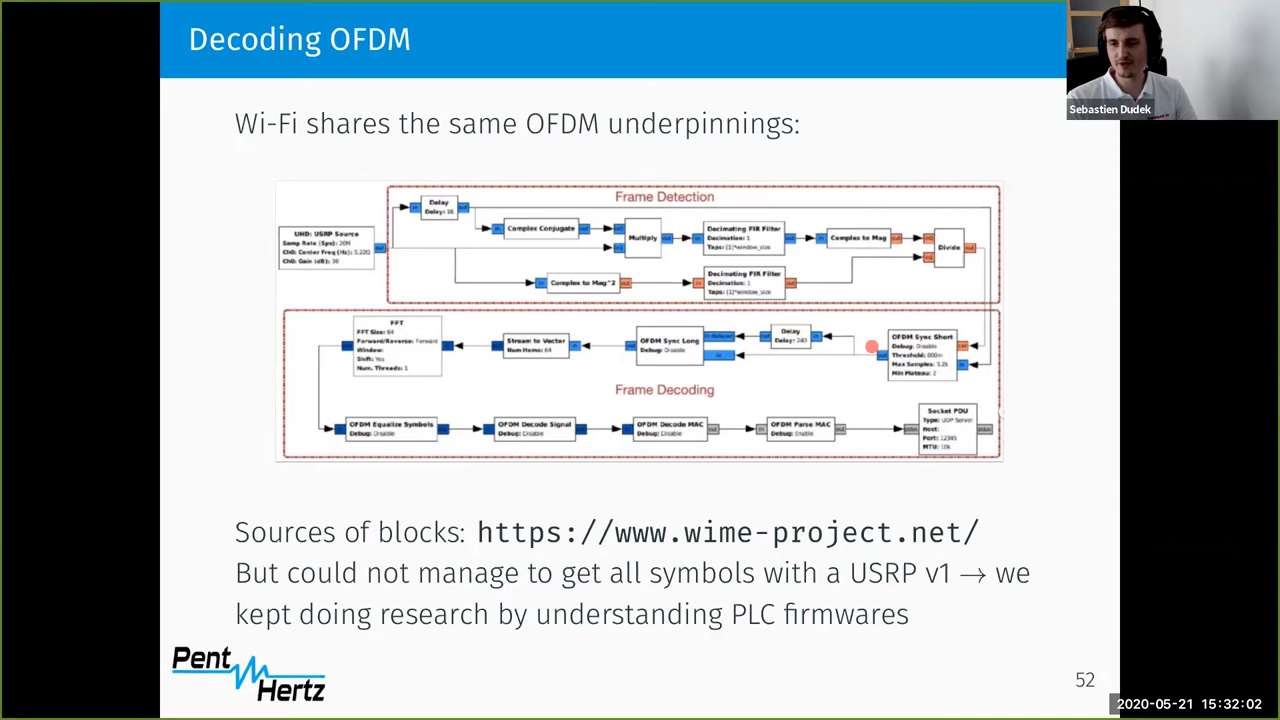 Decoding OFDM
Sebastien Dudek
Wi-Fi shares the same OFDM underpinnings:
Frame Detection
Delay
Delay: 16
UHD: USRP Source
Samp Rate (Sps): 20M
Ch0: Center Freq (Hz): 5.22G
Ch0: Gain (dB): 30
out
Complex Conjugate
Multiply
Decimating FIR Filter
Decimation: 1
Taps: [1]*window_size
Complex to Mag
Divide
Complex to Mag^2
Decimating FIR Filter
Decimation: 1
Taps: [1]*window_size
FFT
FFT Size: 64
Forward/Reverse: Forward
Window:
Shift: Yes
Num. Threads: 1
Stream to Vector
Num Items: 64
OFDM Sync Long
Debug: Disable
Delay
Delay: 240
OFDM Sync Short
Debug: Disable
Threshold: 800m
Max Samples: 3.2k
Min Plateau: 2
Frame Decoding
OFDM Equalize Symbols
Debug: Disable
OFDM Decode Signal
Debug: Disable
OFDM Decode MAC
Debug: Disable
OFDM Parse MAC
Debug: Enable
Socket PDU
Type: UDP Server
Host:
Port: 12345
MTU: 10k
Sources of blocks: https://www.wime-project.net/
But could not manage to get all symbols with a USRP v1 → we
kept doing research by understanding PLC firmwares
Pent
Hertz
52
2020-05-21 15:32:02